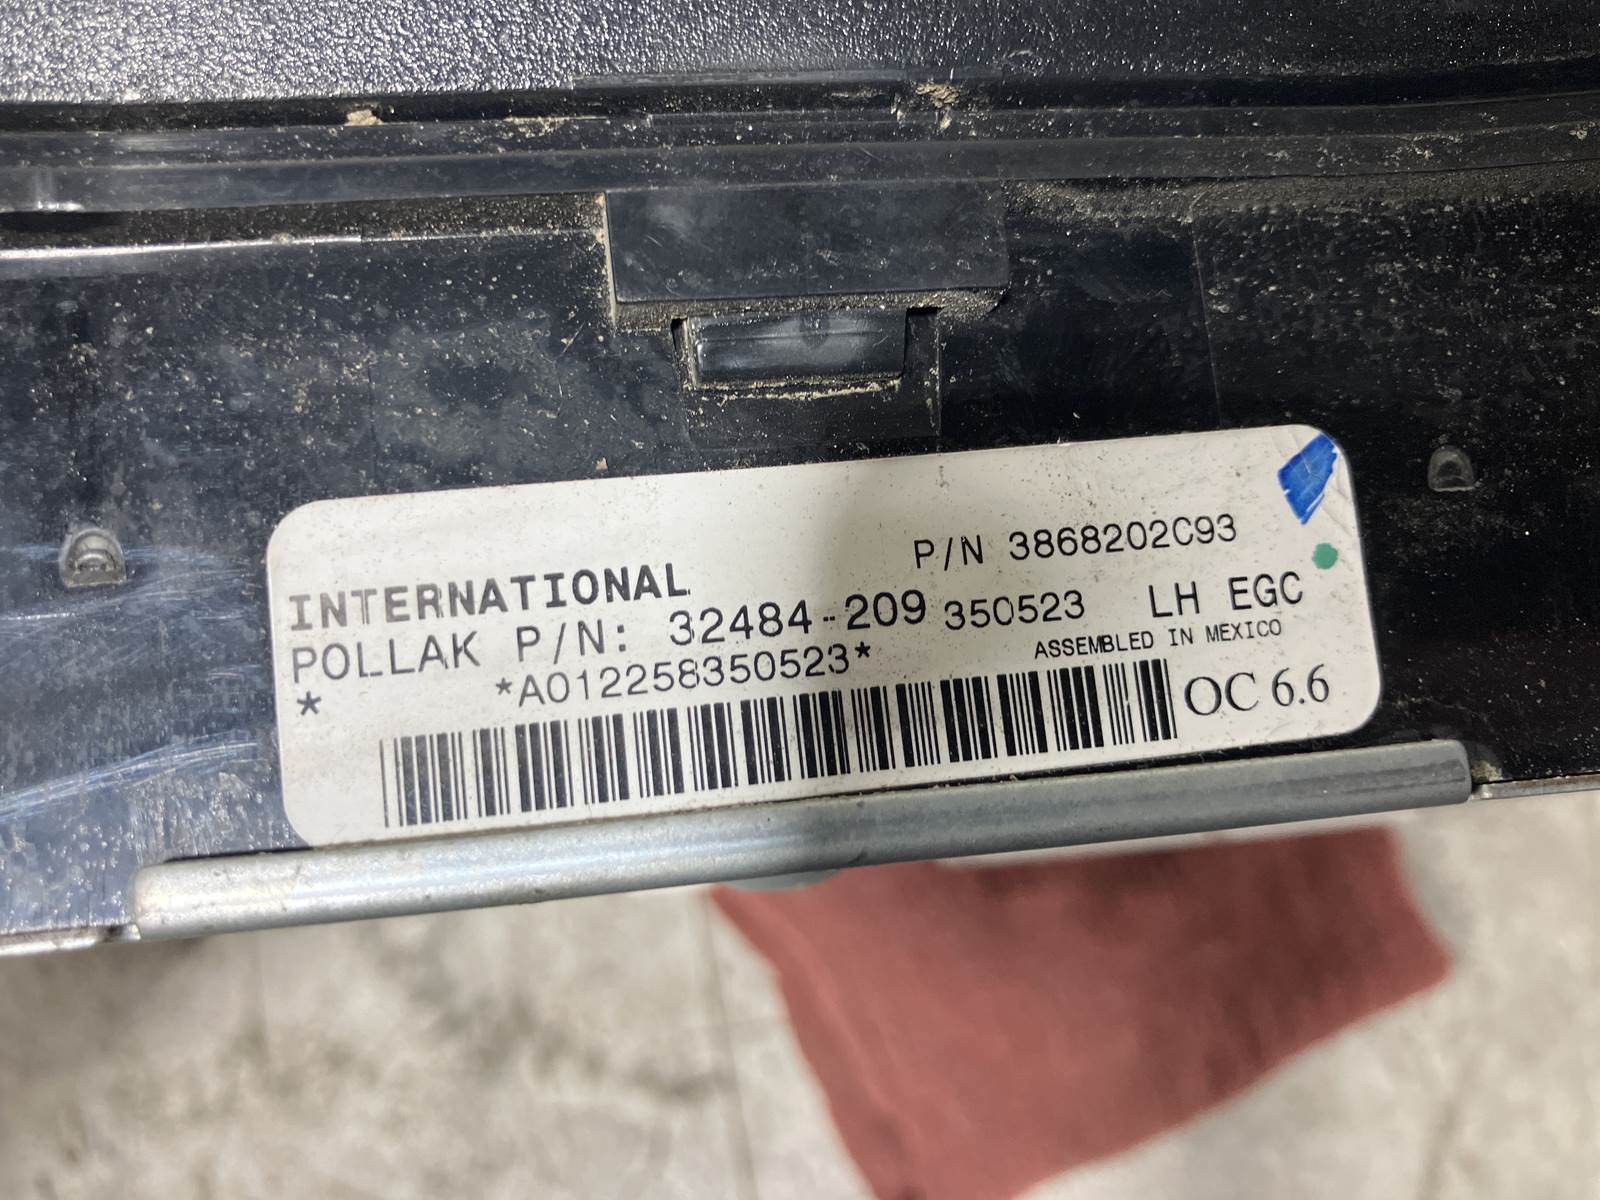 P/N 3868202C93
INTERNATIONAL
POLLAK P/N: 32484-209 350523 LH EGC
ASSEMBLED IN MEXICO
* *A012258350523*
OC 6.6